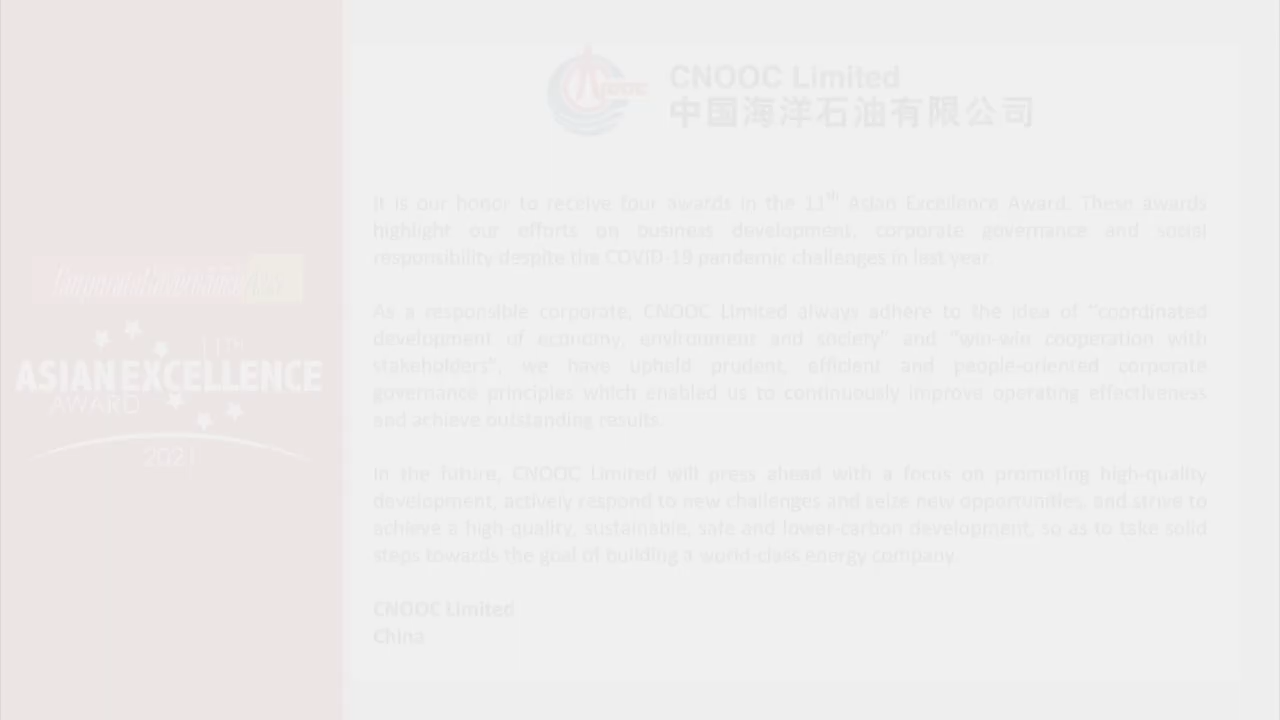 CNOOC Limited
中国海洋石油有限公司
It is our honor to receive four awards in the 11th Asian Excellence Award. These awards
highlight our efforts on business development, corporate governance and social
responsibility despite the COVID-19 pandemic challenges in last year.
As a responsible corporate, CNOOC Limited always adhere to the idea of "coordinated
development of economy, environment and society" and "win-win cooperation with
stakeholders", we have uphold prudent, efficient and people-oriented corporate
governance principles which enabled us to continuously improve operating effectiveness
and achieve outstanding results.
In the future, CNOOC Limited will press ahead with a focus on promoting high-quality
development, actively respond to new challenges and seize new opportunities, and strive to
achieve a high-quality, sustainable, safe and lower-carbon development, so as to take solid
steps towards the goal of building a world-class energy company.
CNOOC Limited
China
Corporate Governance Asia
11TH
ASIAN EXCELLENCE
AWARD
2021